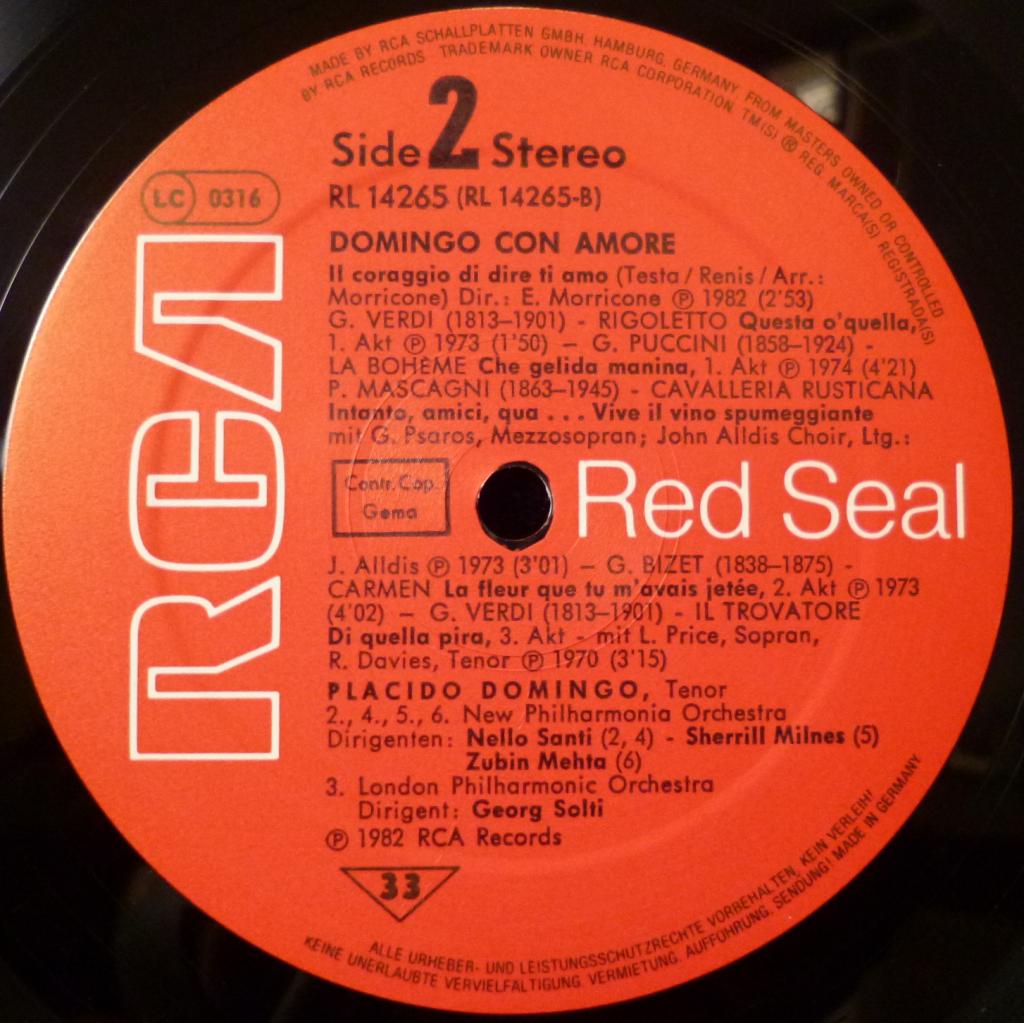 MADE BY RCA SCHALLPLATTEN GMBH. HAMBURG, GERMANY, FROM MASTERS OWNED OR CONTROLLED
BY RCA RECORDS TRADEMARK OWNER RCA CORPORATION. TM(S) ® REG. MARCA(S) REGISTRADA(S)
Side 2 Stereo
LC 0316
RL 14265 (RL 14265-B)
RCA
DOMINGO CON AMORE
Il coraggio di dire ti amo (Testa / Renis / Arr.:
Morricone) Dir.: E. Morricone ℗ 1982 (2'53)
G. VERDI (1813–1901) - RIGOLETTO Questa o'quella,
1. Akt ℗ 1973 (1'50) – G. PUCCINI (1858–1924) -
LA BOHÈME Che gelida manina, 1. Akt ℗ 1974 (4'21)
P. MASCAGNI (1863–1945) - CAVALLERIA RUSTICANA
Intanto, amici, qua . . . Vive il vino spumeggiante
mit G. Psaros, Mezzosopran; John Alldis Choir, Ltg.:
Contr. Cop.
Gema
Red Seal
J. Alldis ℗ 1973 (3'01) – G. BIZET (1838–1875) -
CARMEN La fleur que tu m'avais jetée, 2. Akt ℗ 1973
(4'02) – G. VERDI (1813–1901) - IL TROVATORE
Di quella pira, 3. Akt - mit L. Price, Sopran,
R. Davies, Tenor ℗ 1970 (3'15)
PLACIDO DOMINGO, Tenor
2., 4., 5., 6. New Philharmonia Orchestra
Dirigenten: Nello Santi (2, 4) - Sherrill Milnes (5)
Zubin Mehta (6)
3. London Philharmonic Orchestra
Dirigent: Georg Solti
℗ 1982 RCA Records
33
ALLE URHEBER- UND LEISTUNGSSCHUTZRECHTE VORBEHALTEN, KEIN VERLEIH!
KEINE UNERLAUBTE VERVIELFÄLTIGUNG, VERMIETUNG, AUFFÜHRUNG, SENDUNG! MADE IN GERMANY